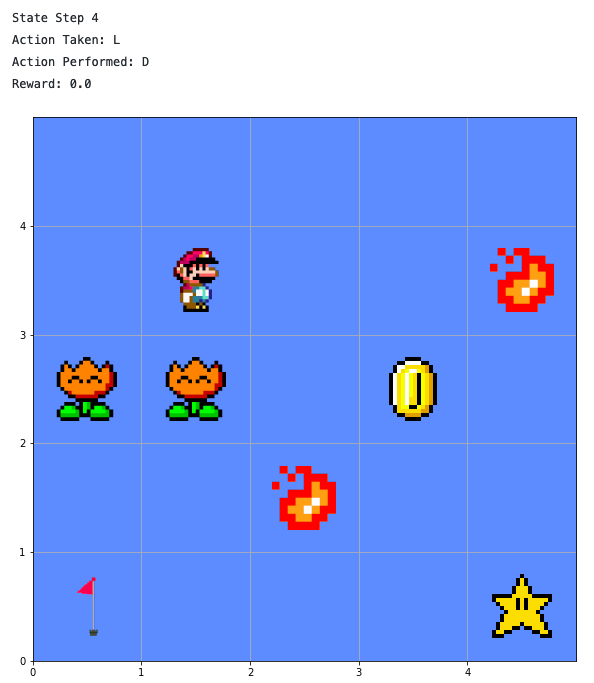 State Step 4
Action Taken: L
Action Performed: D
Reward: 0.0
4
3
2
1
0
0 1 2 3 4